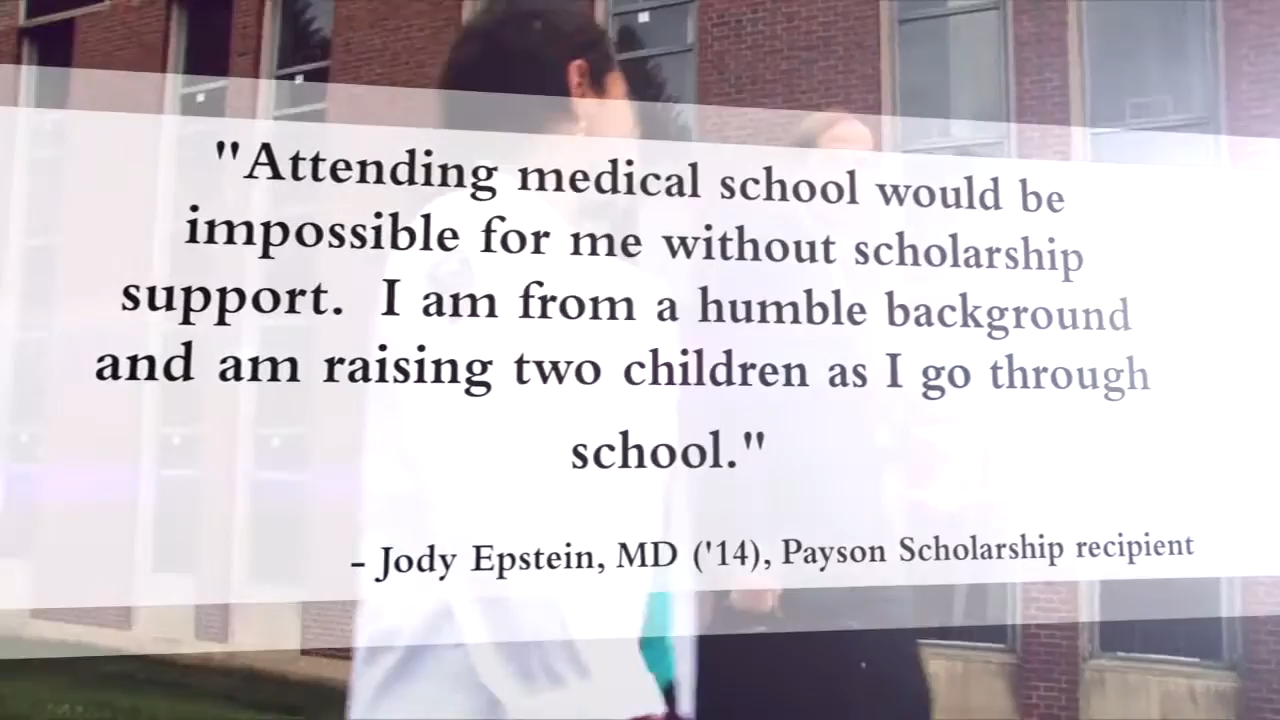 "Attending medical school would be
impossible for me without scholarship
support.  I am from a humble background
and am raising two children as I go through
school."
- Jody Epstein, MD ('14), Payson Scholarship recipient